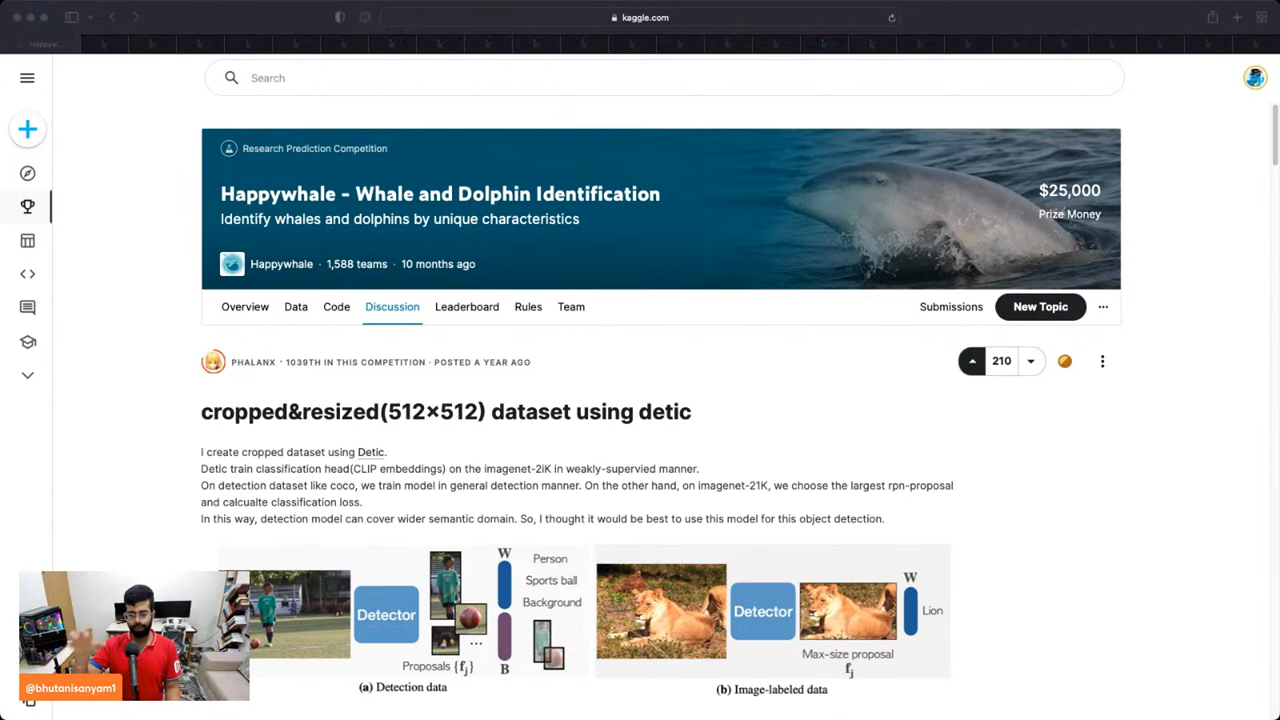 kaggle.com
Search
Research Prediction Competition
Happywhale - Whale and Dolphin Identification
Identify whales and dolphins by unique characteristics
$25,000
Prize Money
Happywhale · 1,588 teams · 10 months ago
Overview Data Code Discussion Leaderboard Rules Team Submissions New Topic ...
PHALANX · 1039TH IN THIS COMPETITION · POSTED A YEAR AGO
210
cropped&resized(512×512) dataset using detic
I create cropped dataset using Detic.
Detic train classification head(CLIP embeddings) on the imagenet-2iK in weakly-supervied manner.
On detection dataset like coco, we train model in general detection manner. On the other hand, on imagenet-21K, we choose the largest rpn-proposal
and calcualte classification loss.
In this way, detection model can cover wider semantic domain. So, I thought it would be best to use this model for this object detection.
W
Person
Sports ball
Background
Detector
...
Proposals {fj}
B
(a) Detection data
W
Detector
Lion
Max-size proposal
fj
(b) Image-labeled data
@bhutanisanyam1